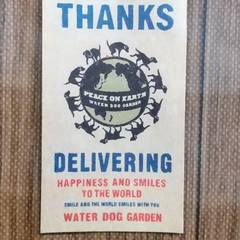 THANKS
PEACE ON EARTH
WATER DOG GARDEN
DELIVERING
HAPPINESS AND SMILES
TO THE WORLD
SMILE AND THE WORLD SMILES WITH YOU
WATER DOG GARDEN